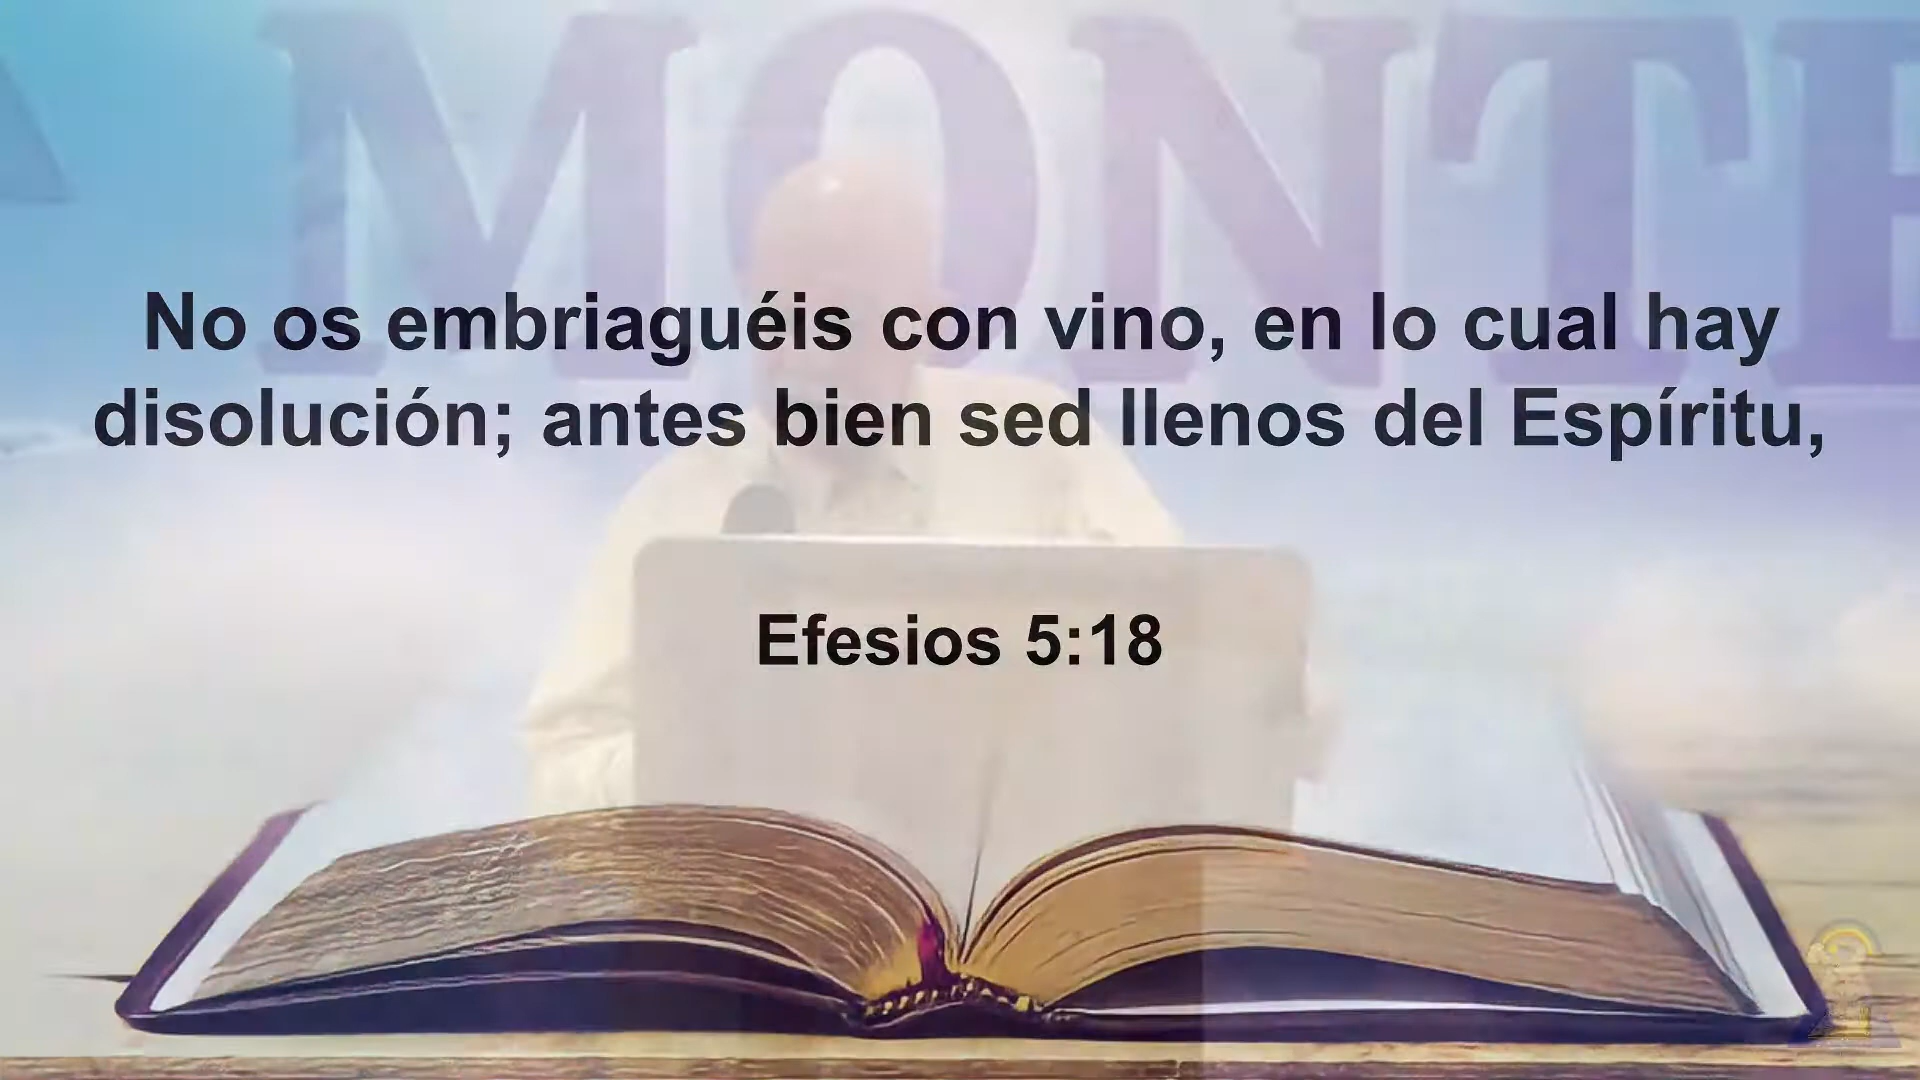 MONTE
No os embriaguéis con vino, en lo cual hay
disolución; antes bien sed llenos del Espíritu,
Efesios 5:18